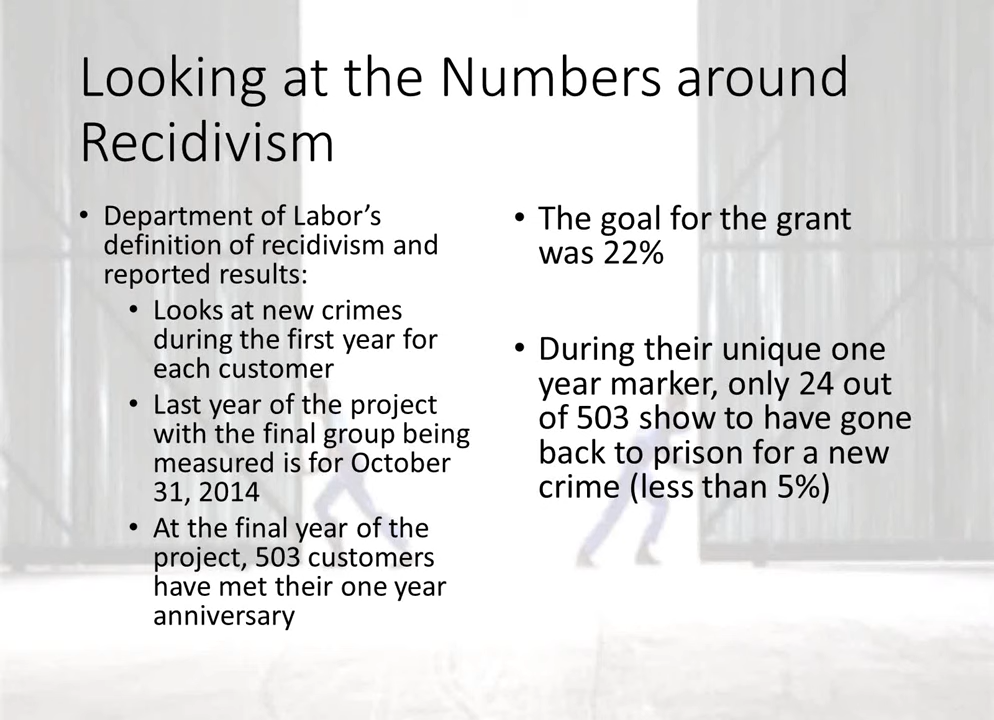 Looking at the Numbers around
Recidivism
• Department of Labor’s
definition of recidivism and
reported results:
• Looks at new crimes
during the first year for
each customer
• Last year of the project
with the final group being
measured is for October
31, 2014
• At the final year of the
project, 503 customers
have met their one year
anniversary
• The goal for the grant
was 22%
• During their unique one
year marker, only 24 out
of 503 show to have gone
back to prison for a new
crime (less than 5%)